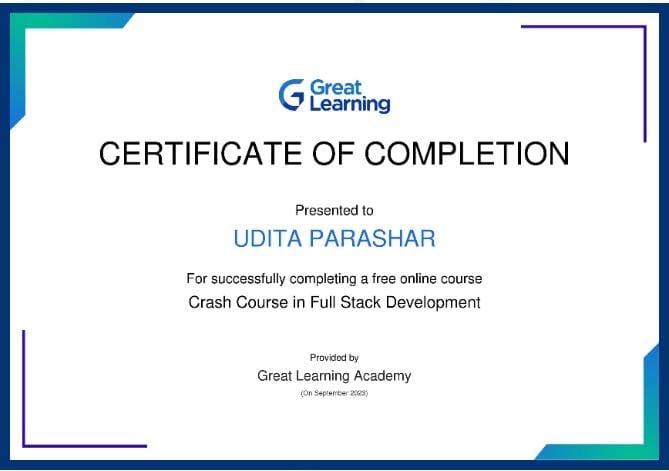 Great
Learning
CERTIFICATE OF COMPLETION
Presented to
UDITA PARASHAR
For successfully completing a free online course
Crash Course in Full Stack Development
Provided by
Great Learning Academy
(On September 2023)